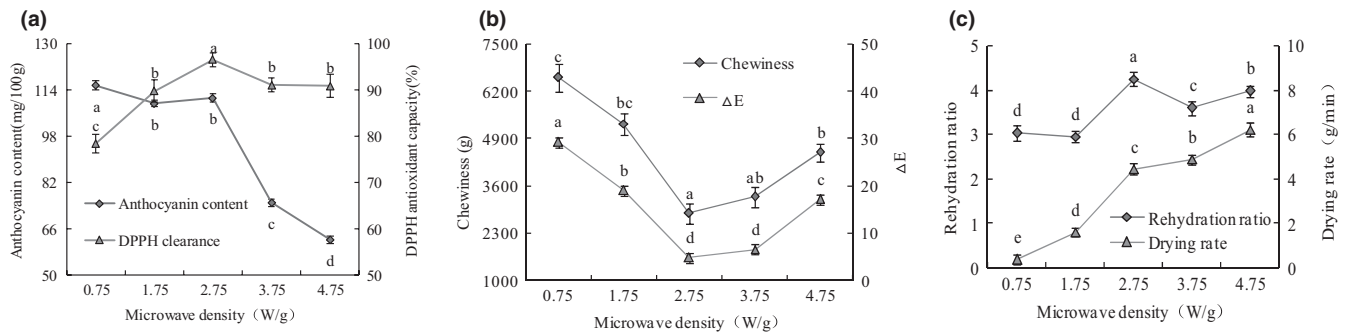 (a)
130
114
98
82
66
50
Anthocyanin content(mg/100g)
100
90
80
70
60
50
DPPH antioxidant capacity(%)
a
b
b
c
d
c
b
a
b
b
Anthocyanin content
DPPH clearance
0.75 1.75 2.75 3.75 4.75
Microwave density (W/g)
(b)
7500
6200
4900
3600
2300
1000
Chewiness (g)
50
40
30
20
10
0
△E
Chewiness
△E
c
bc
a
ab
b
a
b
d
d
c
0.75 1.75 2.75 3.75 4.75
Microwave density (W/g)
(c)
5
4
3
2
1
0
Rehydration ratio
10
8
6
4
2
0
Drying rate (g/min)
d
d
a
c
b
e
d
c
b
a
Rehydration ratio
Drying rate
0.75 1.75 2.75 3.75 4.75
Microwave density (W/g)